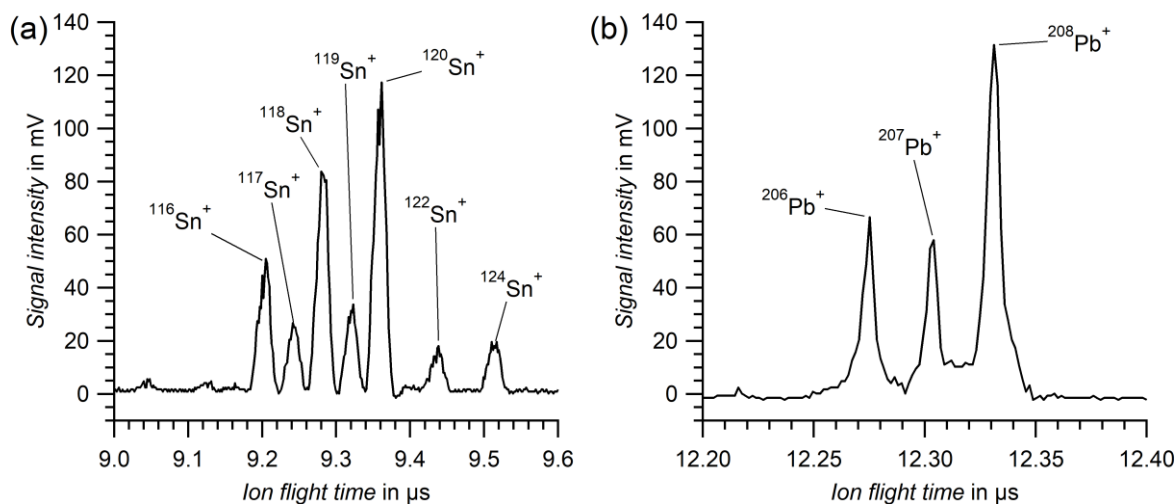 (a)
140
120
100
80
60
40
20
0
Signal intensity in mV
¹¹⁶Sn⁺
¹¹⁷Sn⁺
¹¹⁸Sn⁺
¹¹⁹Sn⁺
¹²⁰Sn⁺
¹²²Sn⁺
¹²⁴Sn⁺
9.0 9.1 9.2 9.3 9.4 9.5 9.6
Ion flight time in µs
(b)
140
120
100
80
60
40
20
0
Signal intensity in mV
²⁰⁶Pb⁺
²⁰⁷Pb⁺
²⁰⁸Pb⁺
12.20 12.25 12.30 12.35 12.40
Ion flight time in µs